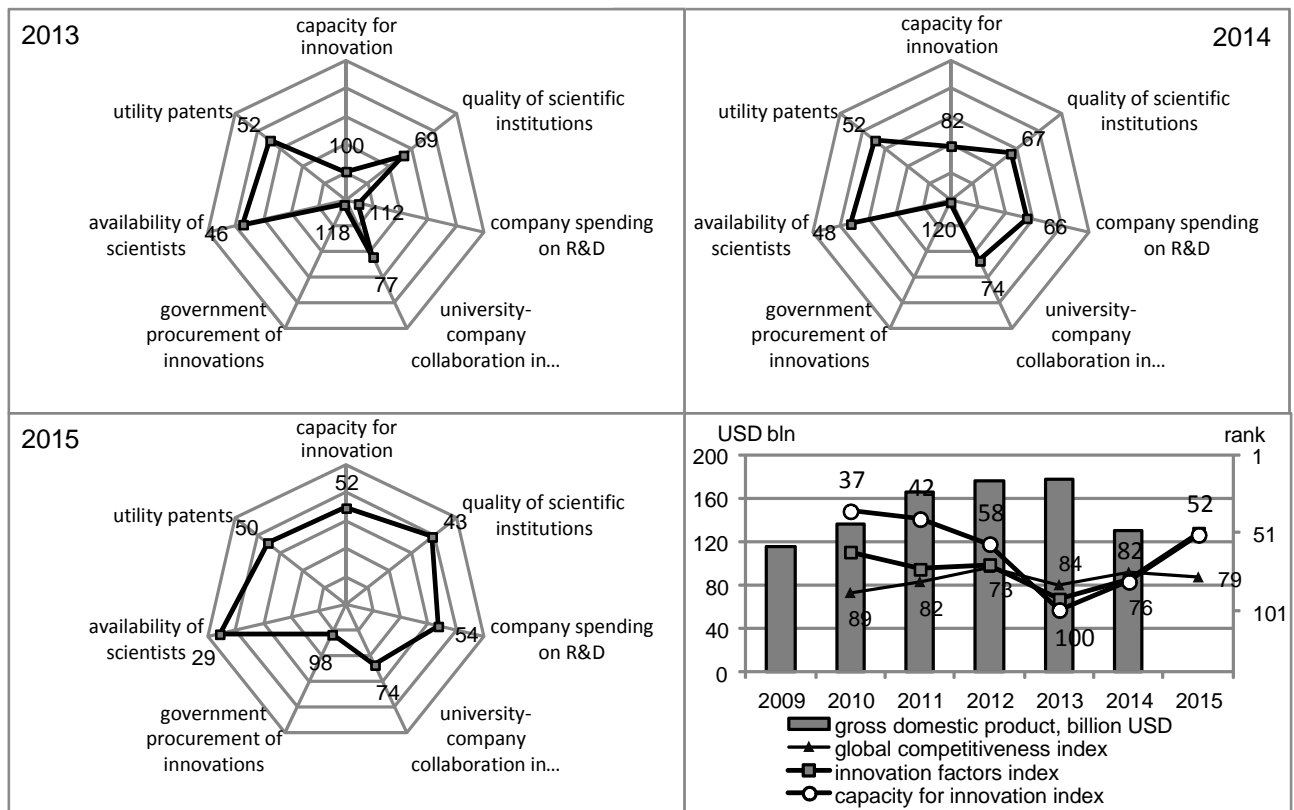 2013
capacity for
innovation
utility patents
quality of scientific
institutions
52
100
69
availability of
scientists
46
112
company spending
on R&D
118
77
government
procurement of
innovations
university-
company
collaboration in...
2014
capacity for
innovation
utility patents
quality of scientific
institutions
52
82
67
availability of
scientists
48
66
company spending
on R&D
120
74
government
procurement of
innovations
university-
company
collaboration in...
2015
capacity for
innovation
52
utility patents
quality of scientific
institutions
50
43
availability of
scientists
29
54
company spending
on R&D
98
74
government
procurement of
innovations
university-
company
collaboration in...
USD bln
rank
200
160
120
80
40
0
1
51
101
37
42
58
52
84
82
79
73
76
89
82
100
2009 2010 2011 2012 2013 2014 2015
gross domestic product, billion USD
global competitiveness index
innovation factors index
capacity for innovation index